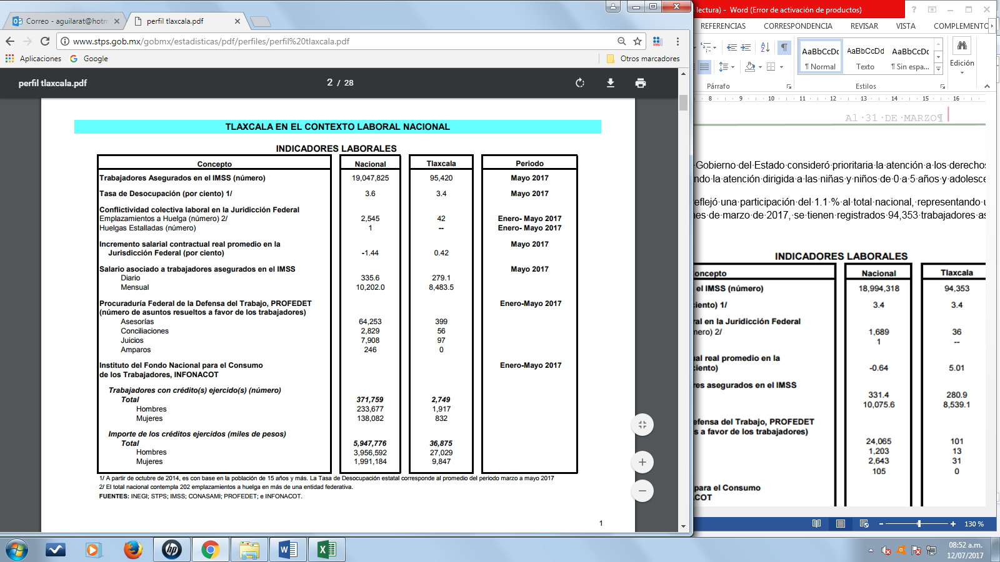 Correo - aguilarat@hotm
perfil tlaxcala.pdf
www.stps.gob.mx/gobmx/estadisticas/pdf/perfiles/perfil%20tlaxcala.pdf
Aplicaciones Google Otros marcadores
perfil tlaxcala.pdf 2 / 28
TLAXCALA EN EL CONTEXTO LABORAL NACIONAL
INDICADORES LABORALES
Concepto Nacional Tlaxcala Periodo
Trabajadores Asegurados en el IMSS (número) 19,047,825 95,420 Mayo 2017
Tasa de Desocupación (por ciento) 1/ 3.6 3.4 Mayo 2017
Conflictividad colectiva laboral en la Juridicción Federal
Emplazamientos a Huelga (número) 2/ 2,545 42 Enero- Mayo 2017
Huelgas Estalladas (número) 1 -- Enero- Mayo 2017
Incremento salarial contractual real promedio en la Mayo 2017
Jurisdicción Federal (por ciento) -1.44 0.42
Salario asociado a trabajadores asegurados en el IMSS Mayo 2017
Diario 335.6 279.1
Mensual 10,202.0 8,483.5
Procuraduría Federal de la Defensa del Trabajo, PROFEDET Enero-Mayo 2017
(número de asuntos resueltos a favor de los trabajadores)
Asesorías 64,253 399
Conciliaciones 2,829 56
Juicios 7,908 97
Amparos 246 0
Instituto del Fondo Nacional para el Consumo Enero-Mayo 2017
de los Trabajadores, INFONACOT
Trabajadores con crédito(s) ejercido(s) (número)
Total 371,759 2,749
Hombres 233,677 1,917
Mujeres 138,082 832
Importe de los créditos ejercidos (miles de pesos)
Total 5,947,776 36,875
Hombres 3,956,592 27,029
Mujeres 1,991,184 9,847
1/ A partir de octubre de 2014, es con base en la población de 15 años y más. La Tasa de Desocupación estatal corresponde al promedio del periodo marzo a mayo 2017
2/ El total nacional contempla 202 emplazamientos a huelga en más de una entidad federativa.
FUENTES: INEGI; STPS; IMSS; CONASAMI; PROFEDET; e INFONACOT.
1
lectura) - Word (Error de activación de productos)
REFERENCIAS CORRESPONDENCIA REVISAR VISTA COMPLEMENTO
AaBbCcDc AaBbCcDd AaBbCcDc
¶ Normal Texto ¶ Sin espa... Edición
Párrafo Estilos
8 9 10 11 12 13 14 15 16
Al·31·DE·MARZO¶
Gobierno·del·Estado·consideró·prioritaria·la·atención·a·los·derechos
ndo·la·atención·dirigida·a·las·niñas·y·niños·de·0·a·5·años·y·adolesce
reflejó·una·participación·del·1.1·%·al·total·nacional,·representando·u
nes·de·marzo·de·2017,·se·tienen·registrados·94,353·trabajadores·as
INDICADORES LABORALES
oncepto Nacional Tlaxcala
el IMSS (número) 18,994,318 94,353
ciento) 1/ 3.4 3.4
ral en la Juridicción Federal
mero) 2/ 1,689 36
1 --
ual real promedio en la
ciento) -0.64 5.01
res asegurados en el IMSS
331.4 280.9
10,075.6 8,539.1
efensa del Trabajo, PROFEDET
s a favor de los trabajadores)
24,065 101
1,203 13
2,643 31
105 0
para el Consumo
COT
130 %
08:52 a.m.
12/07/2017